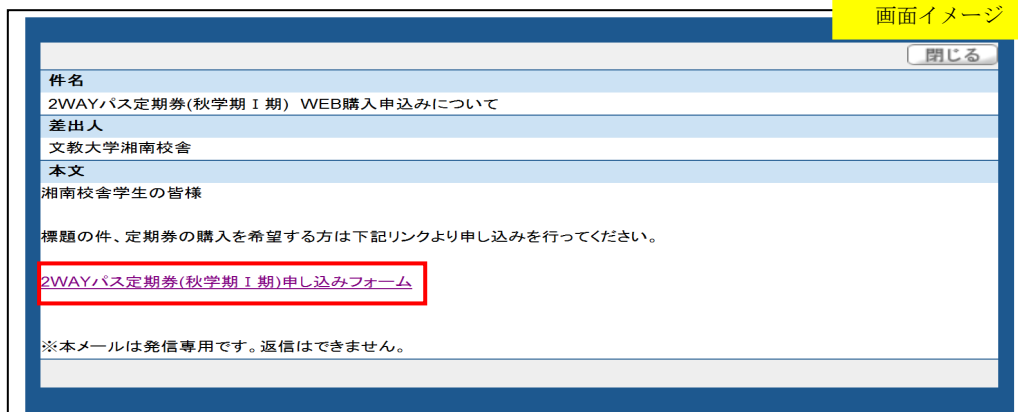 画面イメージ
閉じる
件名
2WAYパス定期券(秋学期Ⅰ期) WEB購入申込みについて
差出人
文教大学湘南校舎
本文
湘南校舎学生の皆様
標題の件、定期券の購入を希望する方は下記リンクより申し込みを行ってください。
2WAYパス定期券(秋学期Ⅰ期)申し込みフォーム
※本メールは発信専用です。返信はできません。